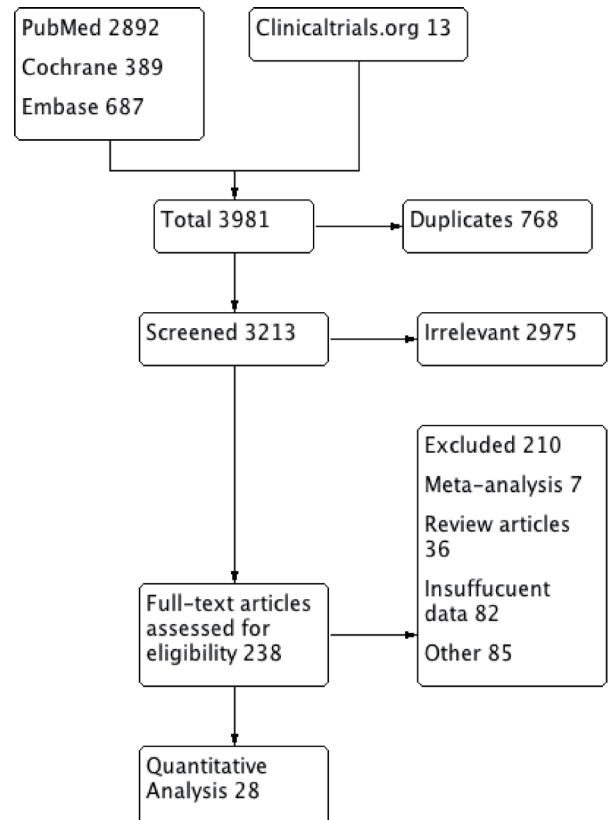 PubMed 2892
Cochrane 389
Embase 687
Clinicaltrials.org 13
Total 3981
Duplicates 768
Screened 3213
Irrelevant 2975
Excluded 210
Meta-analysis 7
Review articles
36
Insuffucuent
data 82
Other 85
Full-text articles
assessed for
eligibility 238
Quantitative
Analysis 28